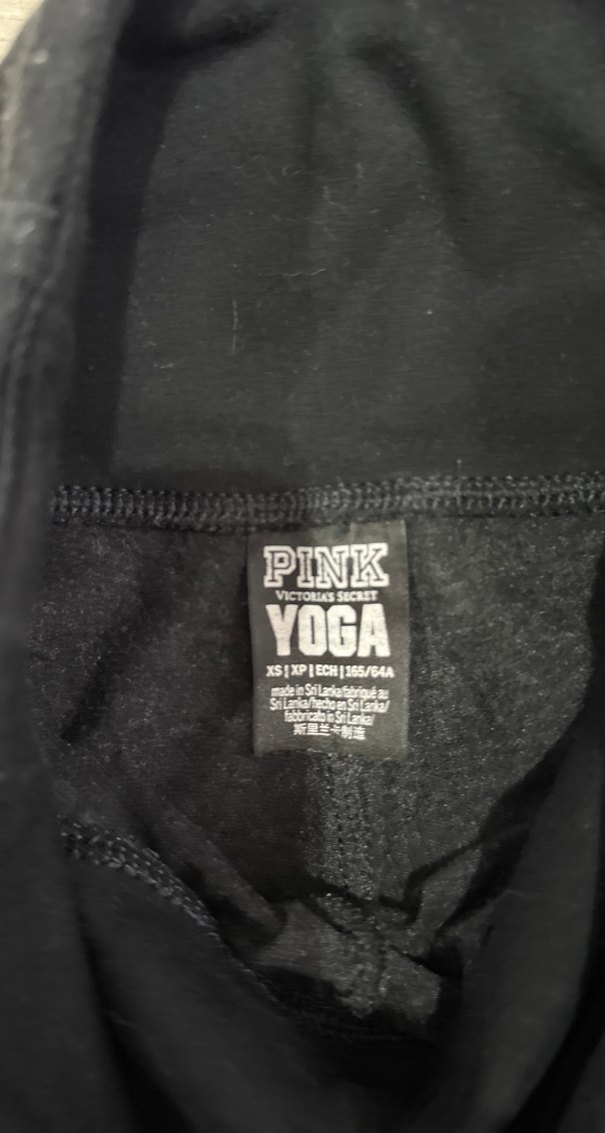 PINK
VICTORIA'S SECRET
YOGA
XS | XP | ECH | 165/64A
made in Sri Lanka/fabriqué au
Sri Lanka/hecho en Sri Lanka/
fabbricato in Sri Lanka/
斯里兰卡制造